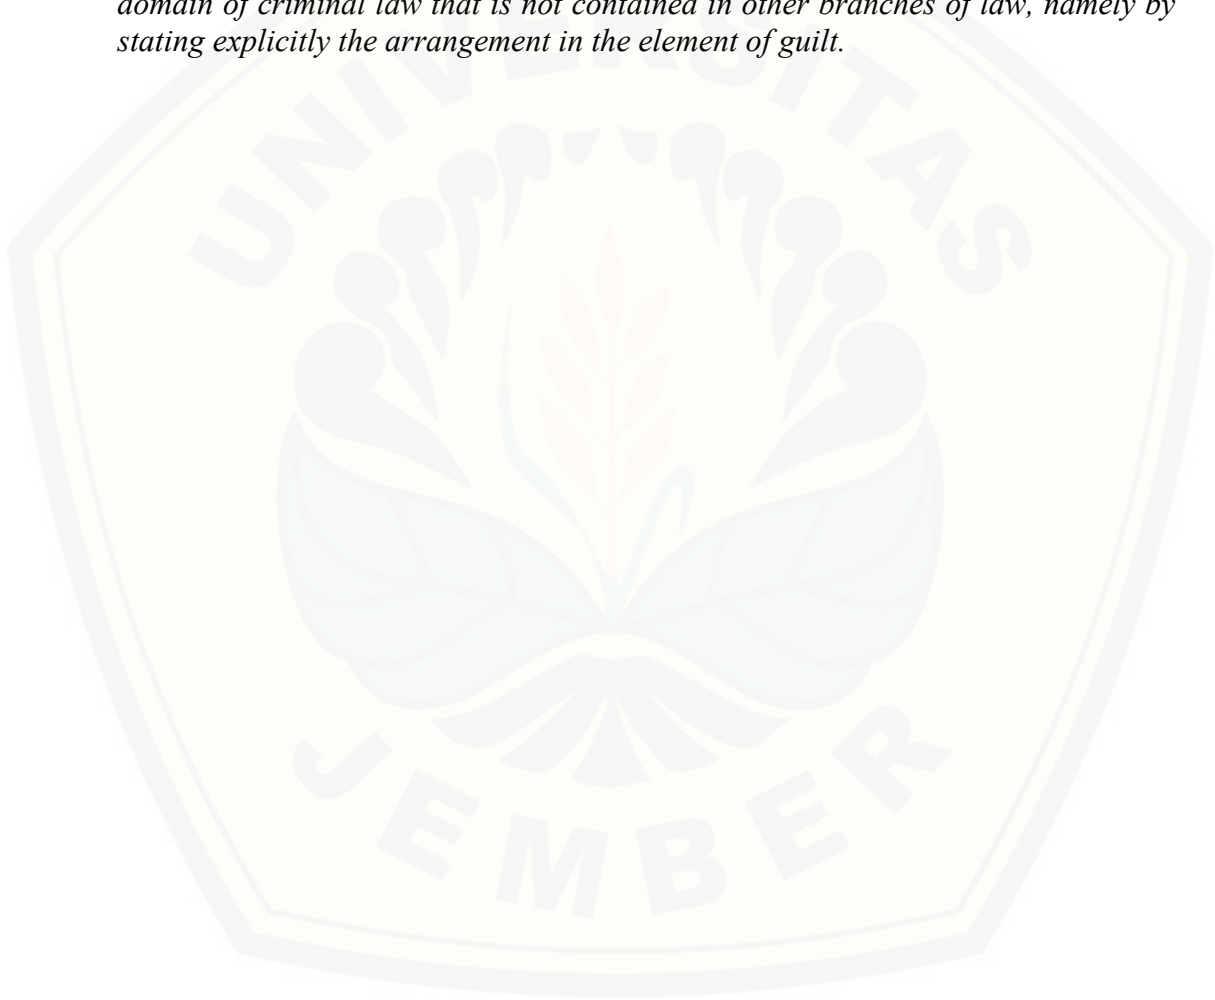 domain of criminal law that is not contained in other branches of law, namely by
stating explicitly the arrangement in the element of guilt.
UNIVERSITAS
JEMBER